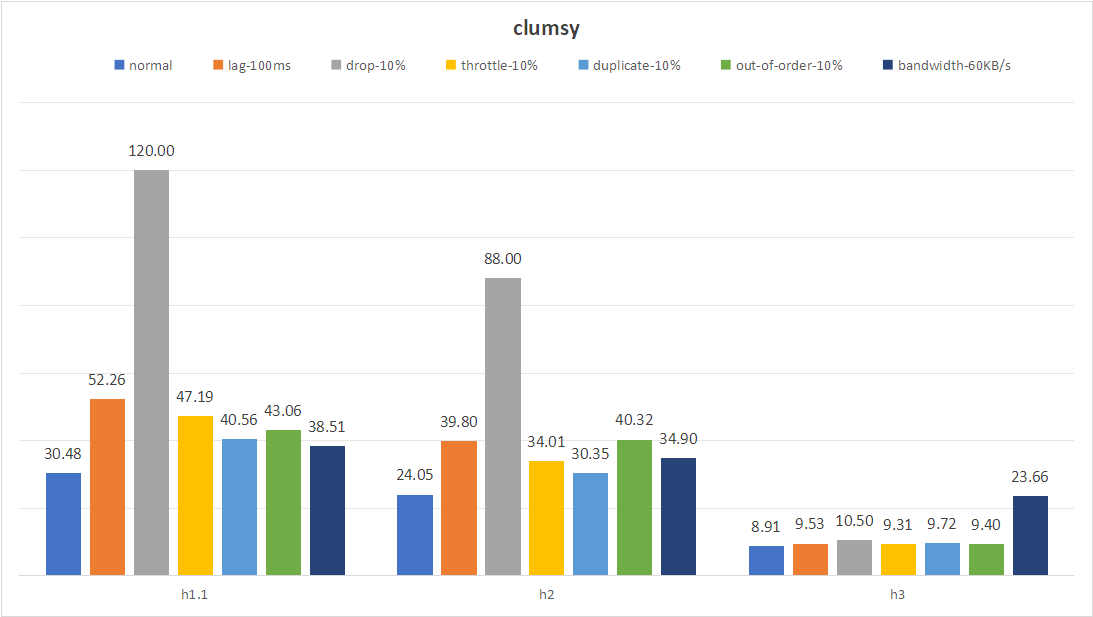 clumsy
normal lag-100ms drop-10% throttle-10% duplicate-10% out-of-order-10% bandwidth-60KB/s
30.48 52.26 120.00 47.19 40.56 43.06 38.51
24.05 39.80 88.00 34.01 30.35 40.32 34.90
8.91 9.53 10.50 9.31 9.72 9.40 23.66
h1.1 h2 h3